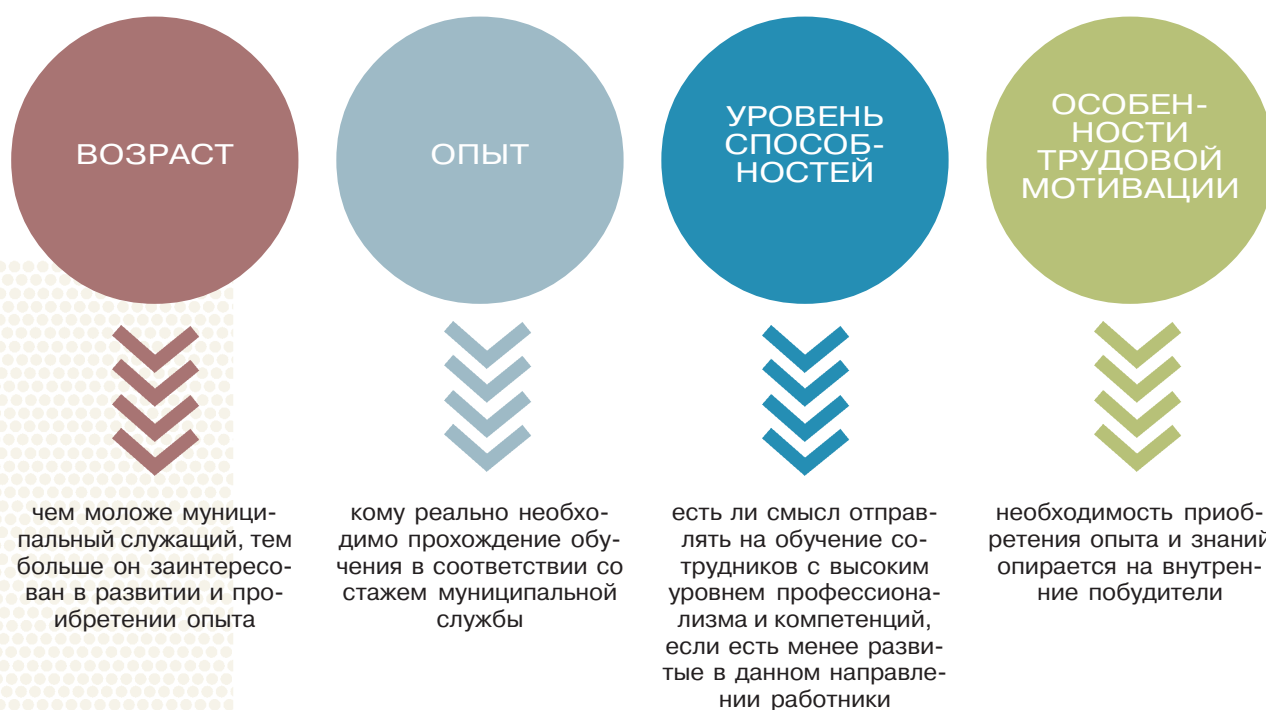 ВОЗРАСТ
чем моложе муници-
пальный служащий, тем
больше он заинтересо-
ван в развитии и про-
ибретении опыта
ОПЫТ
кому реально необхо-
димо прохождение обу-
чения в соответствии со
стажем муниципальной
службы
УРОВЕНЬ
СПОСОБ-
НОСТЕЙ
есть ли смысл отправ-
лять на обучение со-
трудников с высоким
уровнем профессиона-
лизма и компетенций,
если есть менее разви-
тые в данном направле-
нии работники
ОСОБЕН-
НОСТИ
ТРУДОВОЙ
МОТИВАЦИИ
необходимость приоб-
ретения опыта и знаний
опирается на внутрен-
ние побудители